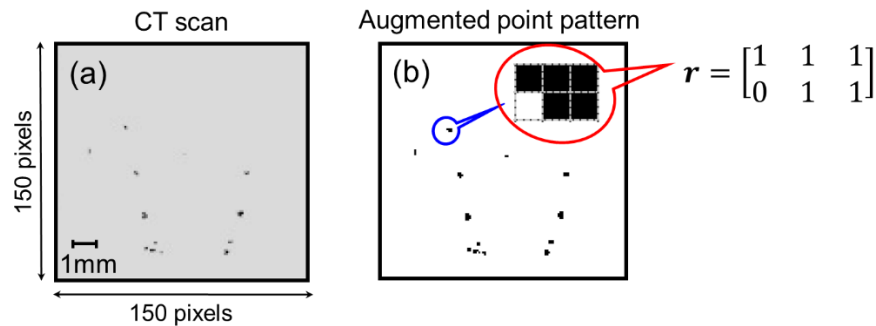 CT scan
Augmented point pattern
150 pixels
(a)
1mm
150 pixels
(b)
r = [1 1 1
0 1 1]